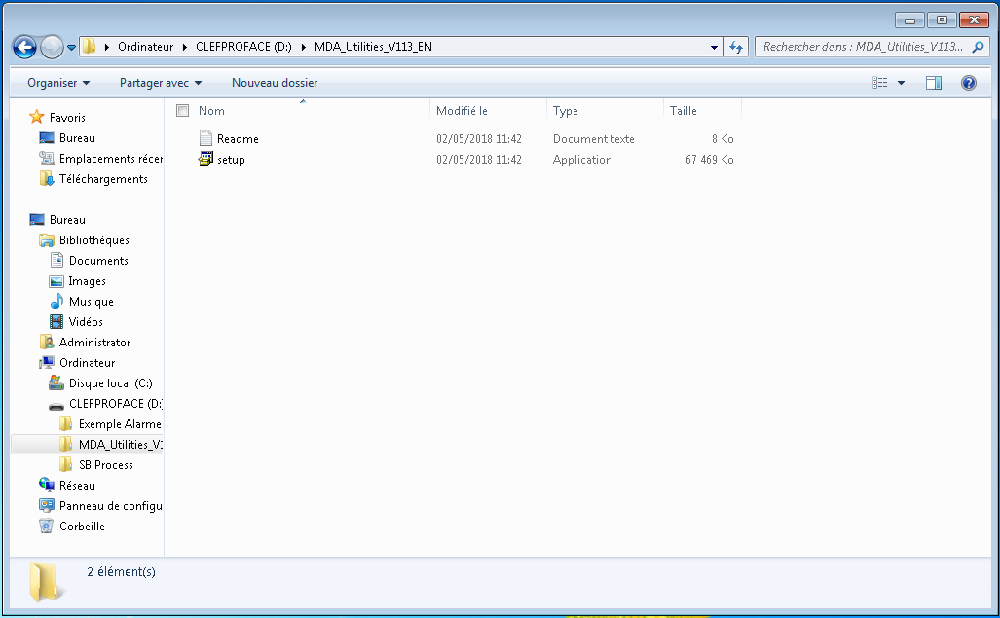 Ordinateur CLEFPROFACE (D:) MDA_Utilities_V113_EN
Rechercher dans : MDA_Utilities_V113...
Organiser Partager avec Nouveau dossier
Nom Modifié le Type Taille
Readme 02/05/2018 11:42 Document texte 8 Ko
setup 02/05/2018 11:42 Application 67 469 Ko
Favoris
Bureau
Emplacements récer
Téléchargements
Bureau
Bibliothèques
Documents
Images
Musique
Vidéos
Administrator
Ordinateur
Disque local (C:)
CLEFPROFACE (D:)
Exemple Alarme
MDA_Utilities_V:
SB Process
Réseau
Panneau de configu
Corbeille
2 élément(s)